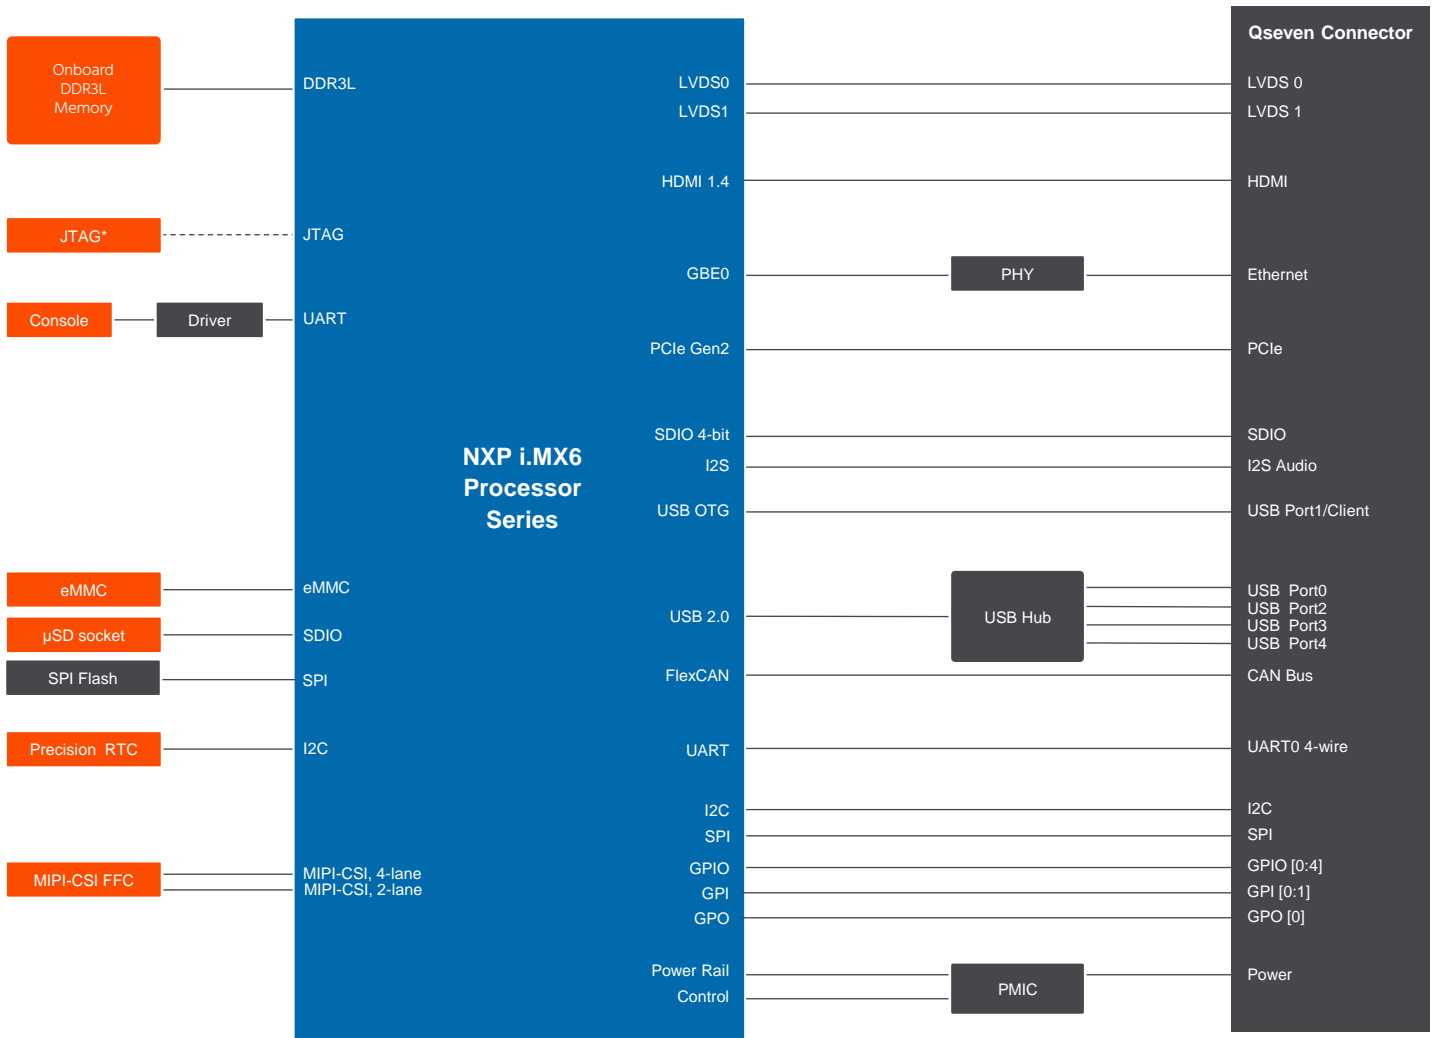 Onboard
DDR3L
Memory
JTAG*
Console
Driver
eMMC
µSD socket
SPI Flash
Precision RTC
MIPI-CSI FFC
DDR3L
JTAG
UART
eMMC
SDIO
SPI
I2C
MIPI-CSI, 4-lane
MIPI-CSI, 2-lane
NXP i.MX6
Processor
Series
LVDS0
LVDS1
HDMI 1.4
GBE0
PCIe Gen2
SDIO 4-bit
I2S
USB OTG
USB 2.0
FlexCAN
UART
I2C
SPI
GPIO
GPI
GPO
Power Rail
Control
PHY
USB Hub
PMIC
Qseven Connector
LVDS 0
LVDS 1
HDMI
Ethernet
PCIe
SDIO
I2S Audio
USB Port1/Client
USB Port0
USB Port2
USB Port3
USB Port4
CAN Bus
UART0 4-wire
I2C
SPI
GPIO [0:4]
GPI [0:1]
GPO [0]
Power